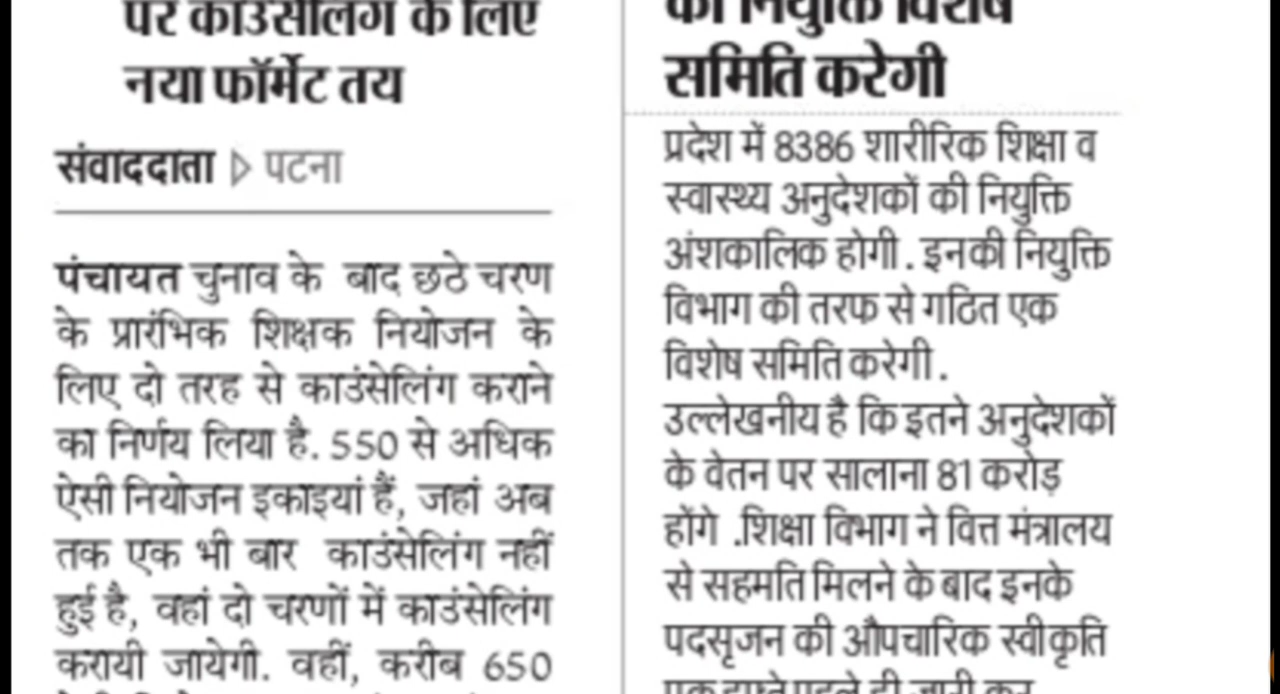 पर काउंसेलिंग के लिए
नया फॉर्मेट तय
संवाददाता ▷ पटना
पंचायत चुनाव के बाद छठे चरण
के प्रारंभिक शिक्षक नियोजन के
लिए दो तरह से काउंसेलिंग कराने
का निर्णय लिया है. 550 से अधिक
ऐसी नियोजन इकाइयां हैं, जहां अब
तक एक भी बार काउंसेलिंग नहीं
हुई है, वहां दो चरणों में काउंसेलिंग
करायी जायेगी. वहीं, करीब 650
की नियुक्ति विशेष
समिति करेगी
प्रदेश में 8386 शारीरिक शिक्षा व
स्वास्थ्य अनुदेशकों की नियुक्ति
अंशकालिक होगी. इनकी नियुक्ति
विभाग की तरफ से गठित एक
विशेष समिति करेगी.
उल्लेखनीय है कि इतने अनुदेशकों
के वेतन पर सालाना 81 करोड़
होंगे .शिक्षा विभाग ने वित्त मंत्रालय
से सहमति मिलने के बाद इनके
पदसृजन की औपचारिक स्वीकृति